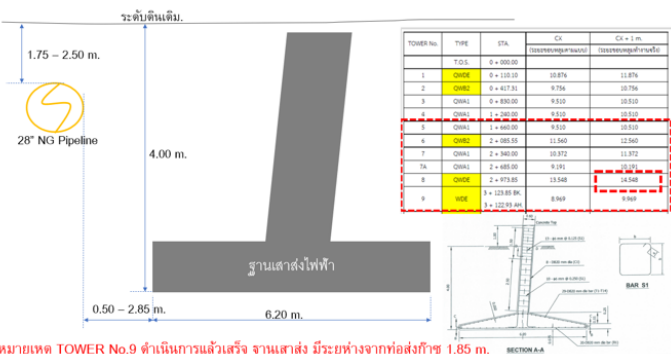 ระดับดินเดิม.
1.75 – 2.50 m.
28" NG Pipeline
4.00 m.
ฐานเสาส่งไฟฟ้า
0.50 – 2.85 m.
6.20 m.
TOWER No. TYPE STA. CX CX + 1 m.
T.O.S. 0 + 000.00
1 QWDE 0 + 110.10 10.876 11.876
2 QWB2 0 + 417.31 9.756 10.756
3 QWA1 0 + 830.00 9.510 10.510
4 QWA1 1 + 240.00 9.510 10.510
5 QWA1 1 + 660.00 9.510 10.510
6 QWB2 2 + 085.55 11.560 12.560
7 QWA1 2 + 340.00 10.372 11.372
7A QWA1 2 + 685.00 9.191 10.191
8 QWDE 2 + 973.85 13.548 14.548
9 WDE 3 + 123.85 BK. 8.969 9.969
3 + 122.93 AH.
BAR S1
SECTION A-A
หมายเหตุ TOWER No.9 ดำเนินการแล้วเสร็จ ฐานเสาส่ง มีระยห่างจากท่อส่งก๊าซ 1.85 m.